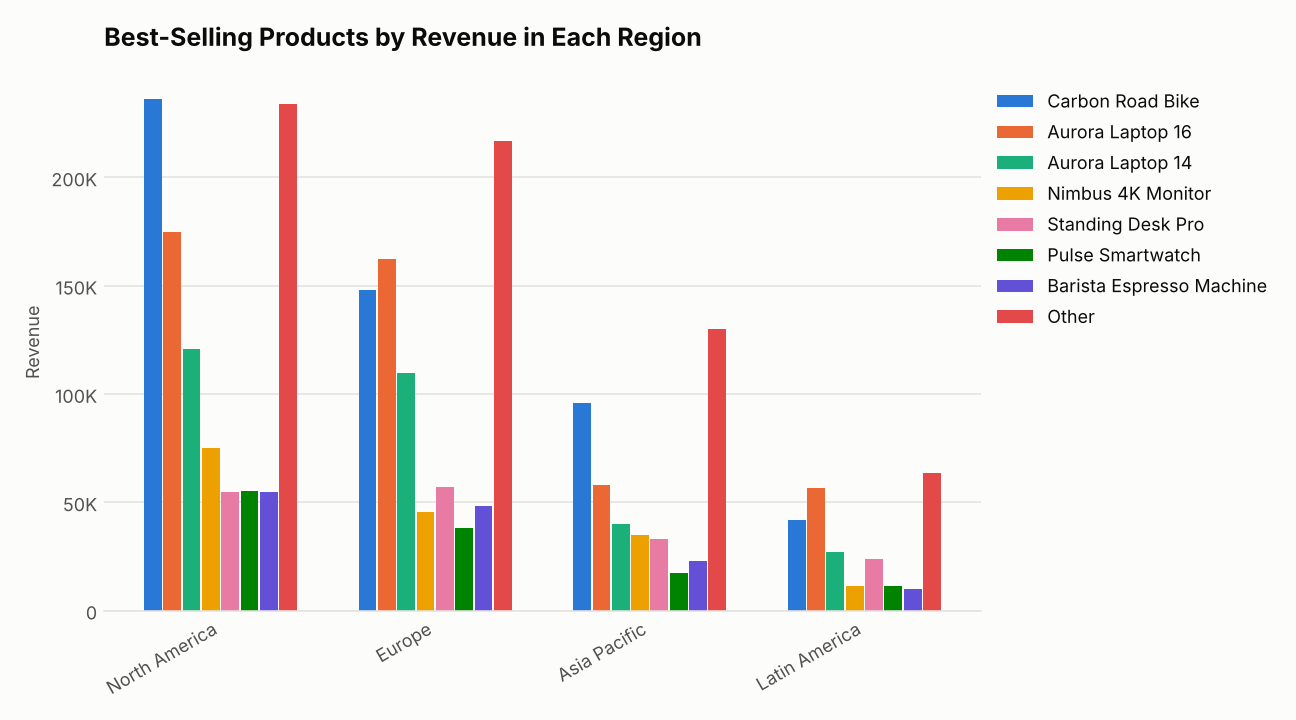 Best-Selling Products by Revenue in Each Region
Carbon Road Bike
Aurora Laptop 16
Aurora Laptop 14
Nimbus 4K Monitor
Standing Desk Pro
Pulse Smartwatch
Barista Espresso Machine
Other
Revenue
200K
150K
100K
50K
0
North America
Europe
Asia Pacific
Latin America